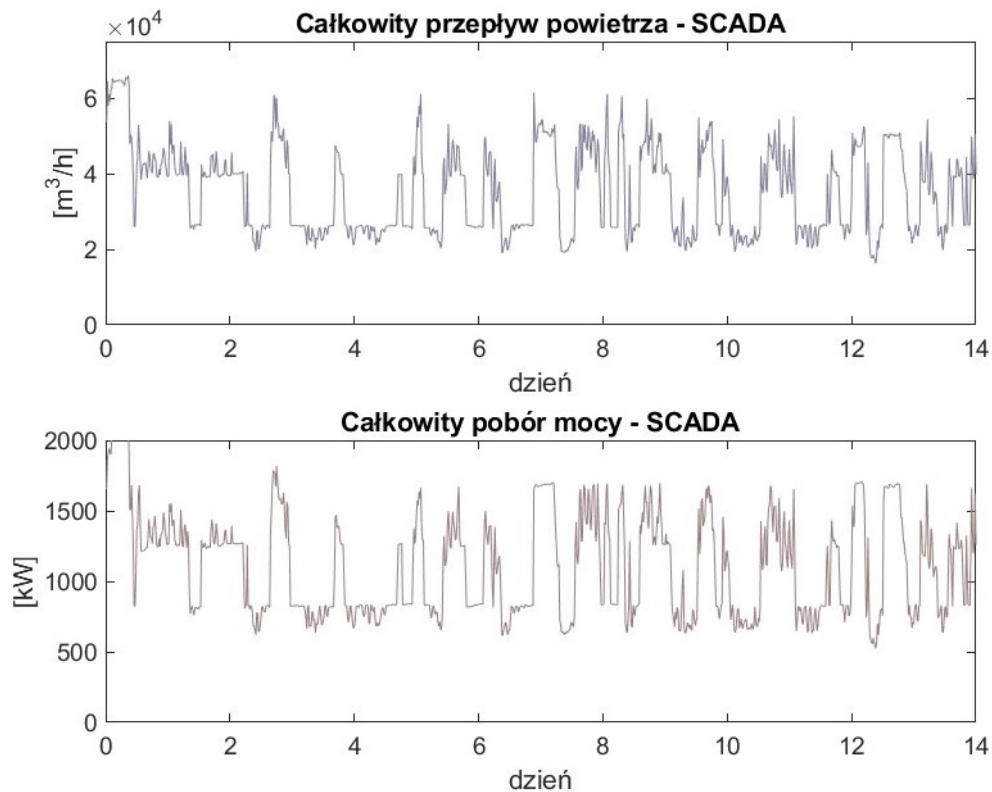 ×10⁴
Całkowity przepływ powietrza - SCADA
6
4
2
0
[m³/h]
0 2 4 6 8 10 12 14
dzień
Całkowity pobór mocy - SCADA
2000
1500
1000
500
0
[kW]
0 2 4 6 8 10 12 14
dzień